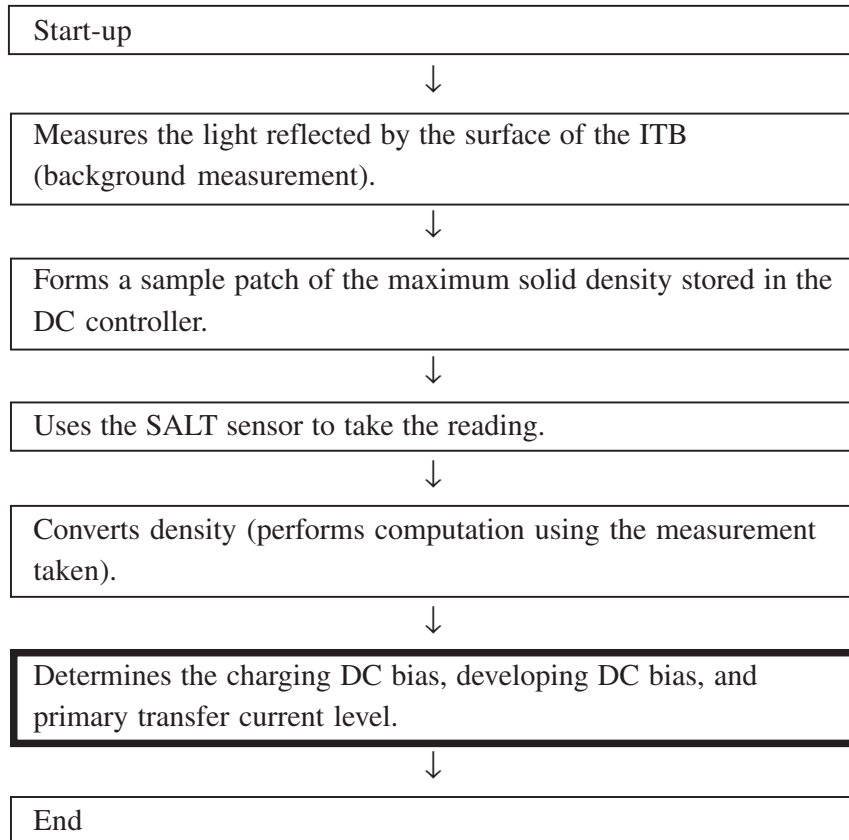 Start-up
↓
Measures the light reflected by the surface of the ITB
(background measurement).
↓
Forms a sample patch of the maximum solid density stored in the
DC controller.
↓
Uses the SALT sensor to take the reading.
↓
Converts density (performs computation using the measurement
taken).
↓
Determines the charging DC bias, developing DC bias, and
primary transfer current level.
↓
End